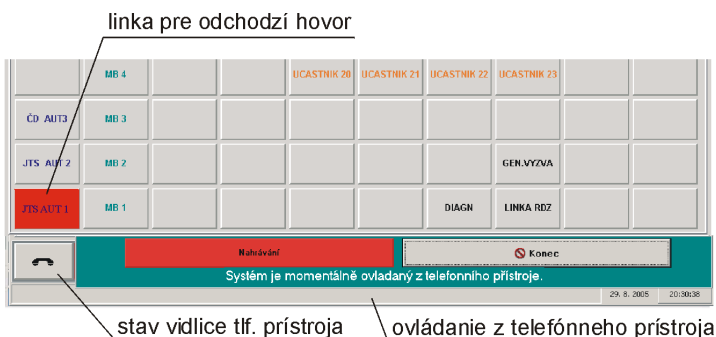 linka pre odchodzí hovor
MB 4 UCASTNIK 20 UCASTNIK 21 UCASTNIK 22 UCASTNIK 23
ČD AUT3 MB 3
JTS AUT 2 MB 2 GEN.VYZVA
JTS AUT 1 MB 1 DIAGN LINKA RDZ
Nahrávání Konec
Systém je momentálně ovladaný z telefonního přístroje.
29. 8. 2005 20:30:38
stav vidlice tlf. prístroja ovládanie z telefónneho prístroja